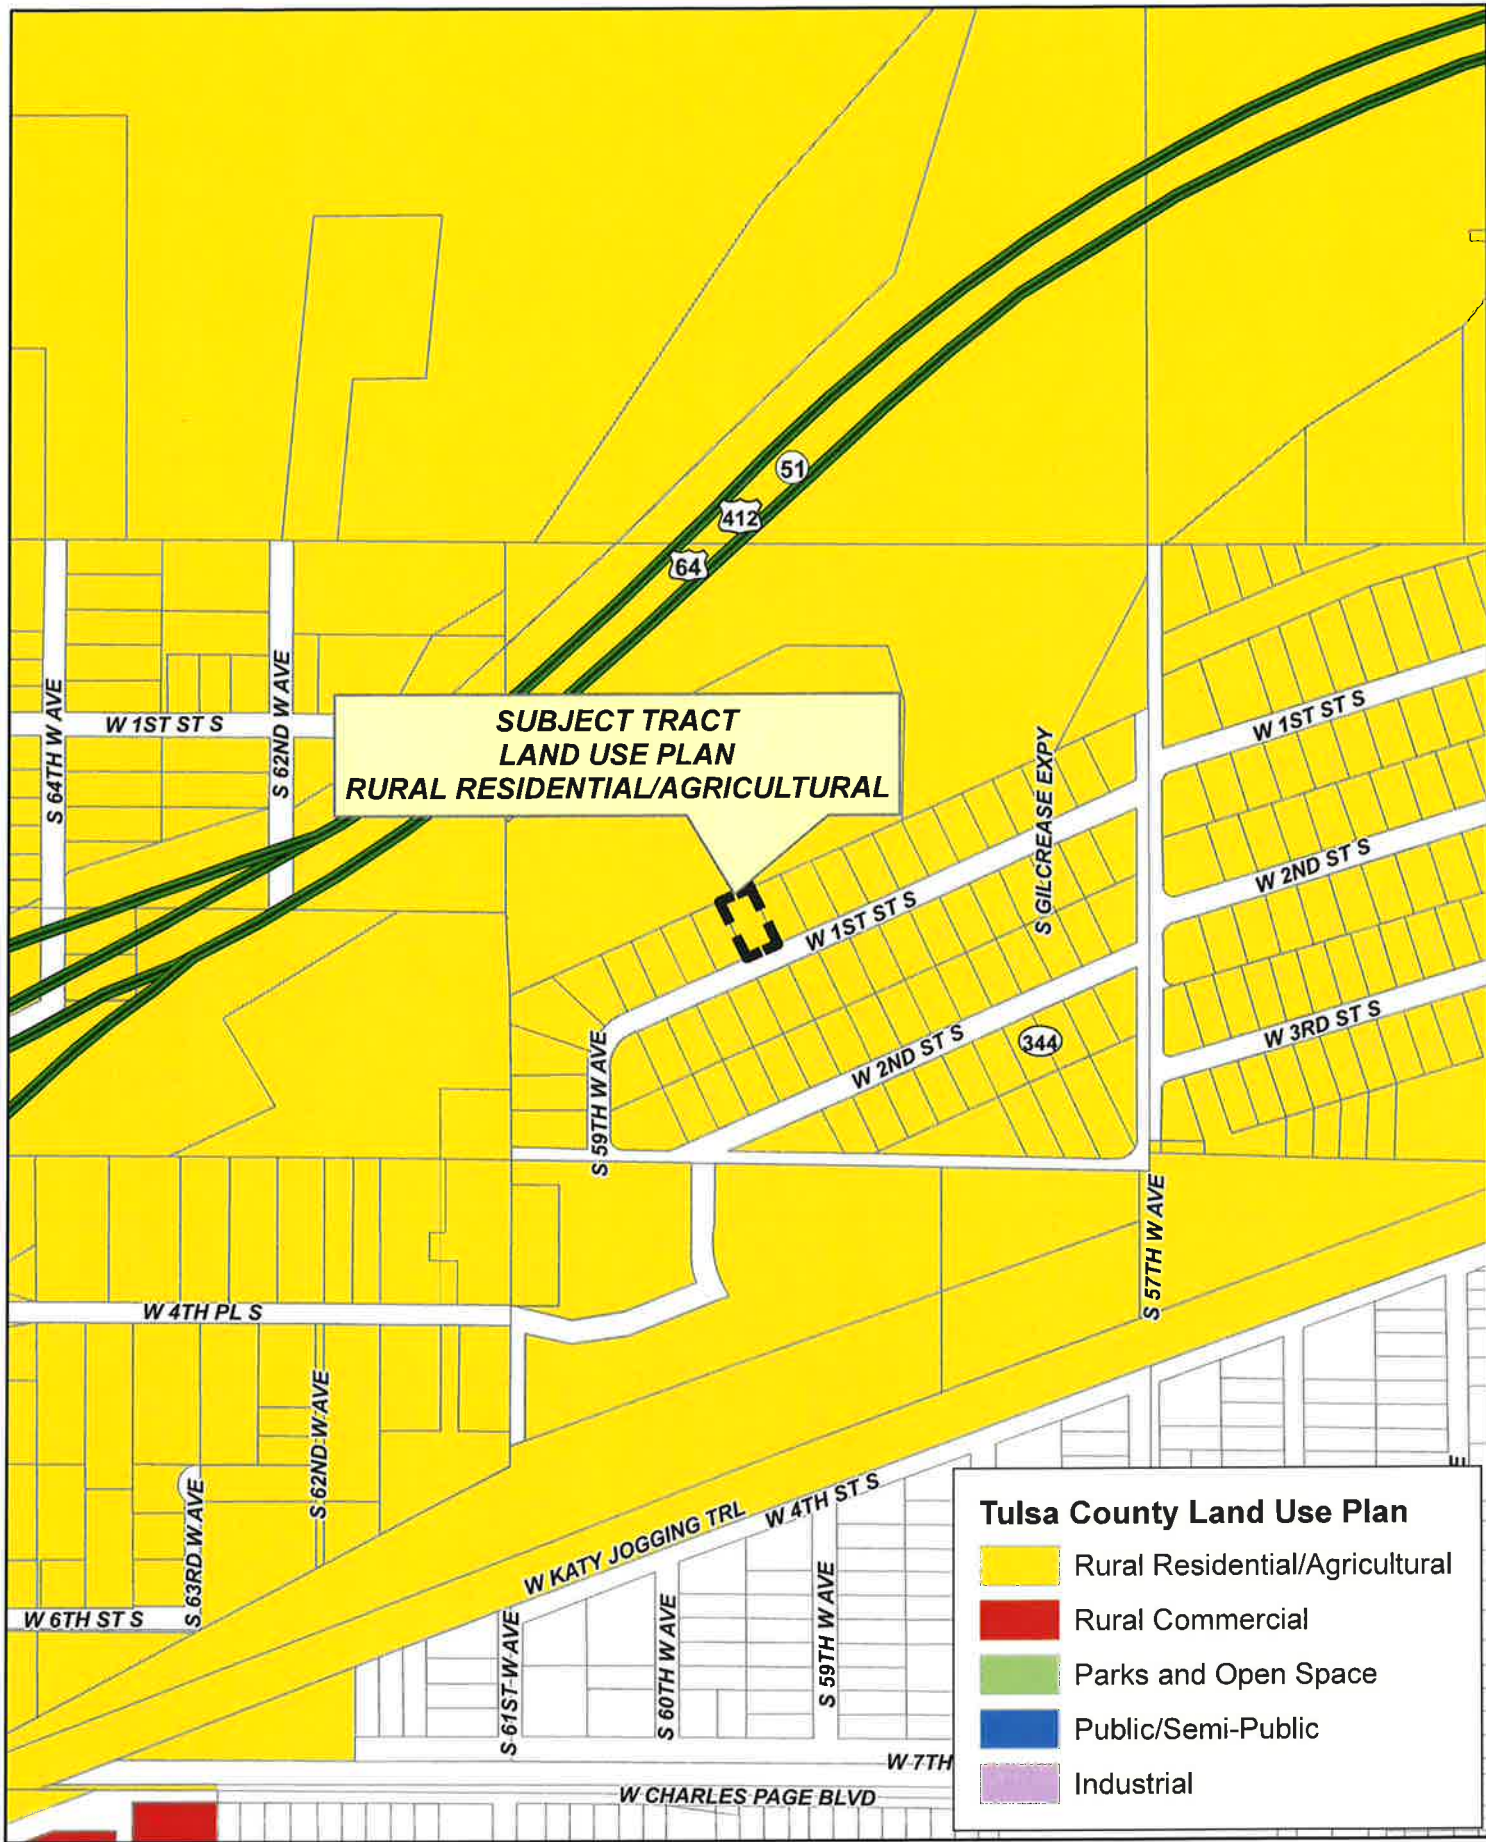 51
412
64
S 64TH W AVE
W 1ST ST S
S 62ND W AVE
SUBJECT TRACT
LAND USE PLAN
RURAL RESIDENTIAL/AGRICULTURAL
W 1ST ST S
S GILCREASE EXPY
W 2ND ST S
W 1ST ST S
W 3RD ST S
344
W 2ND ST S
S 59TH W AVE
S 57TH W AVE
W 4TH PL S
S 62ND W AVE
S 63RD W AVE
W 6TH ST S
W KATY JOGGING TRL
W 4TH ST S
E
S 61ST W AVE
S 60TH W AVE
S 59TH W AVE
W 7TH
W CHARLES PAGE BLVD
Tulsa County Land Use Plan
Rural Residential/Agricultural
Rural Commercial
Parks and Open Space
Public/Semi-Public
Industrial